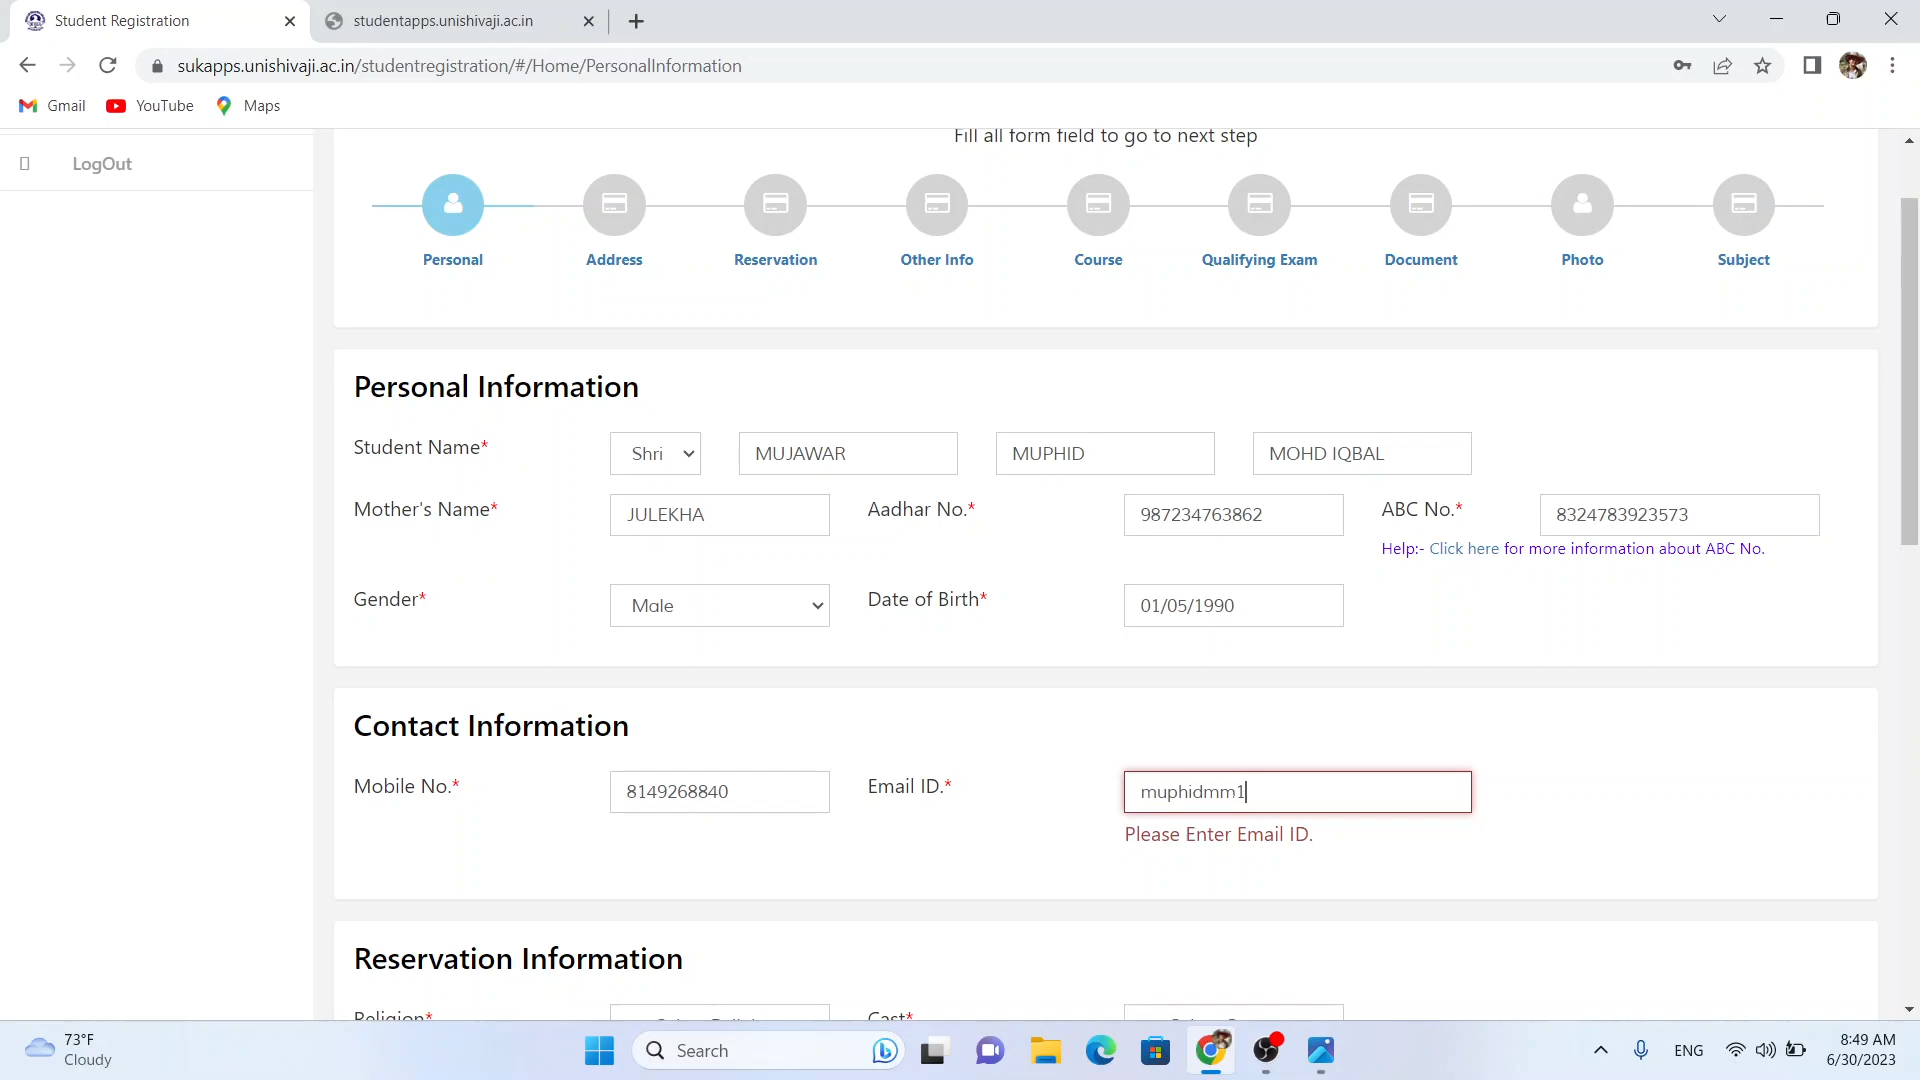 Student Registration
studentapps.unishivaji.ac.in
sukapps.unishivaji.ac.in/studentregistration/#/Home/PersonalInformation
Gmail YouTube Maps
LogOut
Fill all form field to go to next step
Personal Address Reservation Other Info Course Qualifying Exam Document Photo Subject
Personal Information
Student Name* Shri MUJAWAR MUPHID MOHD IQBAL
Mother's Name* JULEKHA Aadhar No.* 987234763862 ABC No.* 8324783923573
Help:- Click here for more information about ABC No.
Gender* Male Date of Birth* 01/05/1990
Contact Information
Mobile No.* 8149268840 Email ID.* muphidmm1
Please Enter Email ID.
Reservation Information
Religion* Cast*
73°F
Cloudy
Search
ENG
8:49 AM
6/30/2023